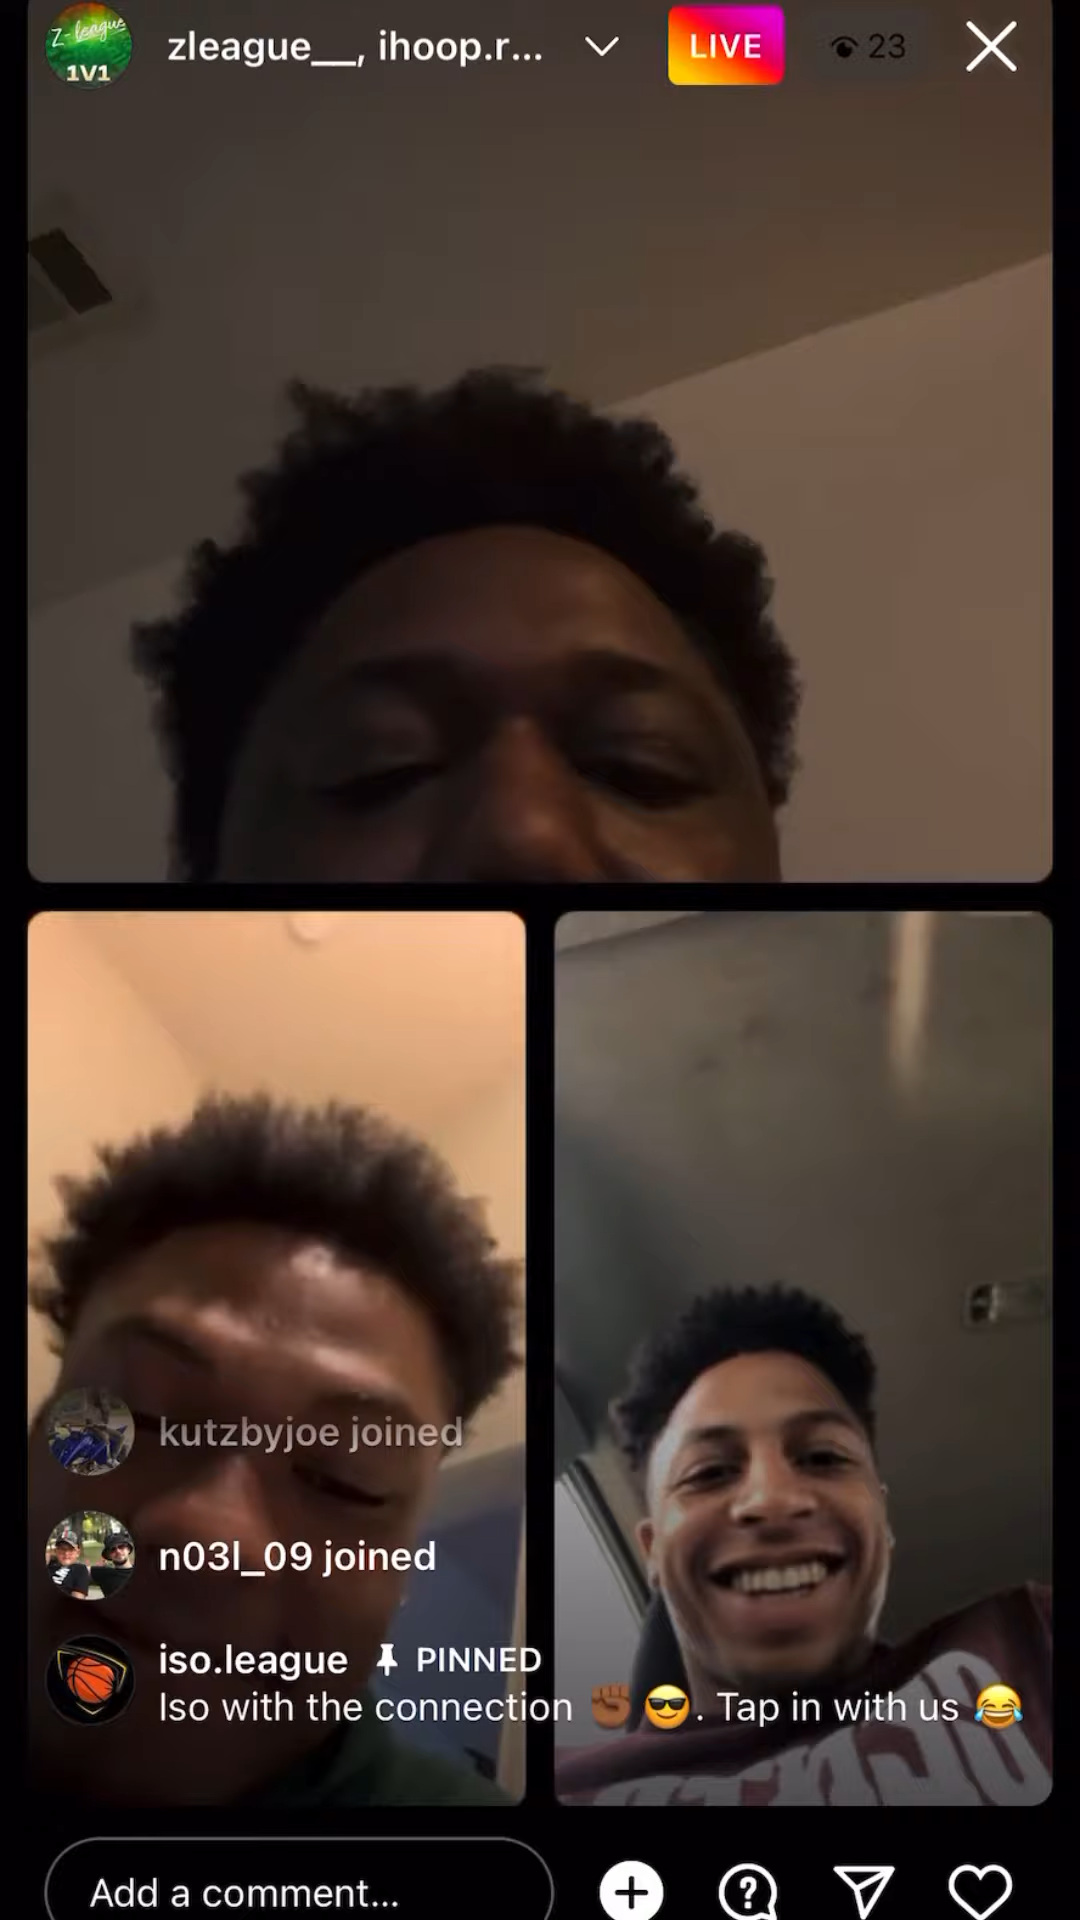 Z-league
1V1
zleague__, ihoop.r...
LIVE
23
kutzbyjoe joined
n03l_09 joined
iso.league PINNED
Iso with the connection ✊🏾 😎. Tap in with us 😂
Add a comment...